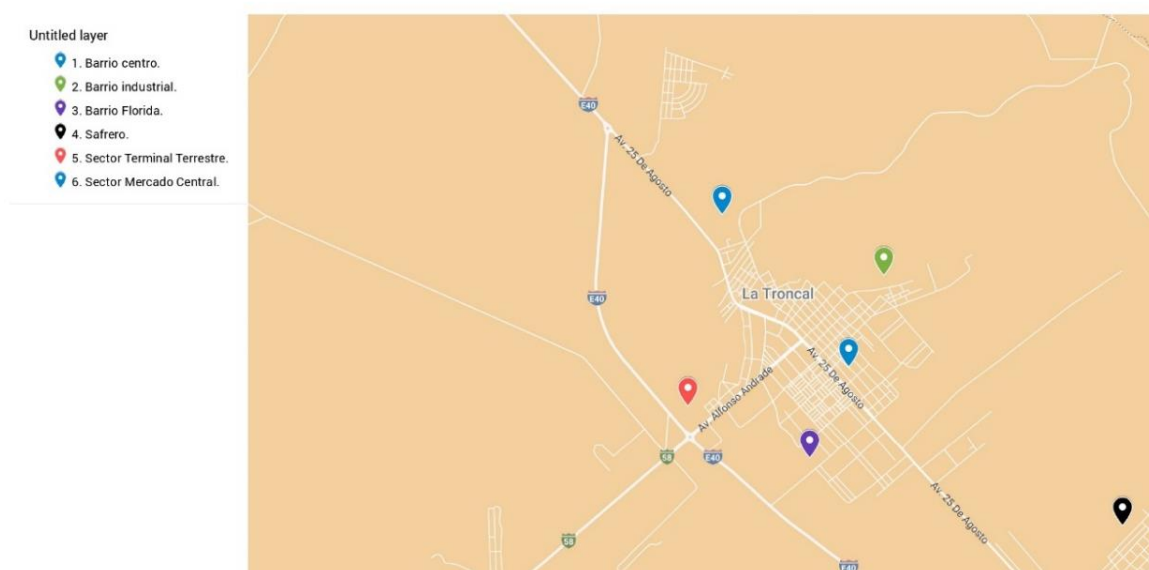 Untitled layer
1. Barrio centro.
2. Barrio industrial.
3. Barrio Florida.
4. Safrero.
5. Sector Terminal Terrestre.
6. Sector Mercado Central.
E40
Av. 25 De Agosto
E40
La Troncal
Av. 25 De Agosto
Av. Alfonso Andrade
58
E40
Av. 25 De Agosto
58
E40